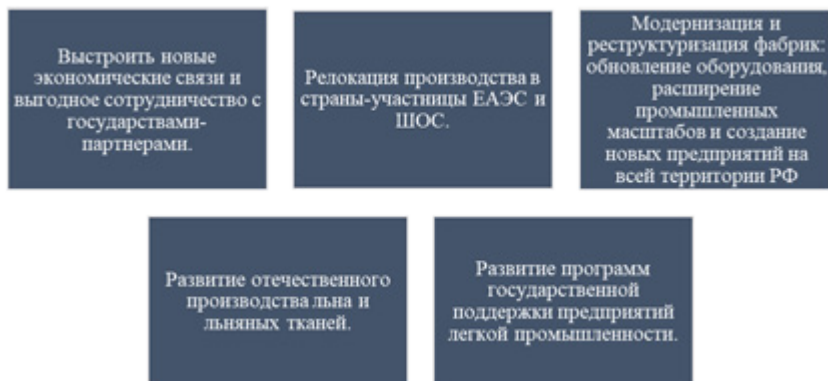 Выстроить новые
экономические связи и
выгодное сотрудничество с
государствами-
партнерами.
Релокация производства в
страны-участницы ЕАЭС и
ШОС.
Модернизация и
реструктуризация фабрик:
обновление оборудования,
расширение
промышленных
масштабов и создание
новых предприятий на
всей территории РФ
Развитие отечественного
производства льна и
льняных тканей.
Развитие программ
государственной
поддержки предприятий
легкой промышленности.